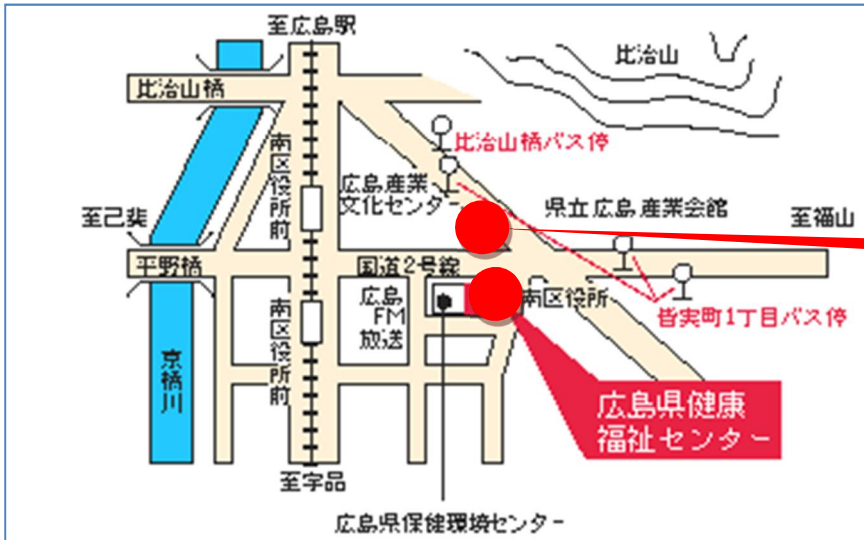 至広島駅
比治山
比治山橋
比治山橋バス停
南区役所前
広島産業
文化センター
県立広島産業会館
至己斐
至福山
平野橋
国道2号線
広島
FM
放送
南区役所
皆実町1丁目バス停
南区役所前
京橋川
広島県健康
福祉センター
至宇品
広島県保健環境センター